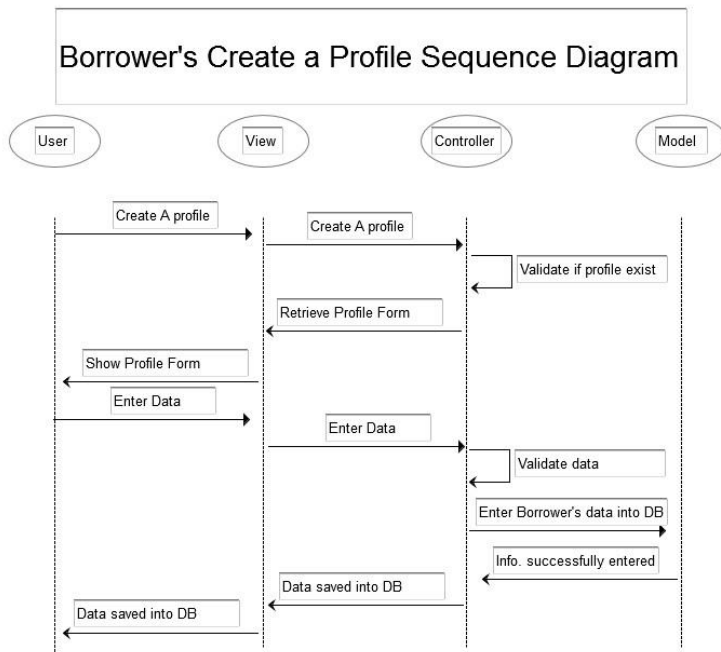 Borrower's Create a Profile Sequence Diagram
User
View
Controller
Model
Create A profile
Create A profile
Validate if profile exist
Retrieve Profile Form
Show Profile Form
Enter Data
Enter Data
Validate data
Enter Borrower's data into DB
Info. successfully entered
Data saved into DB
Data saved into DB